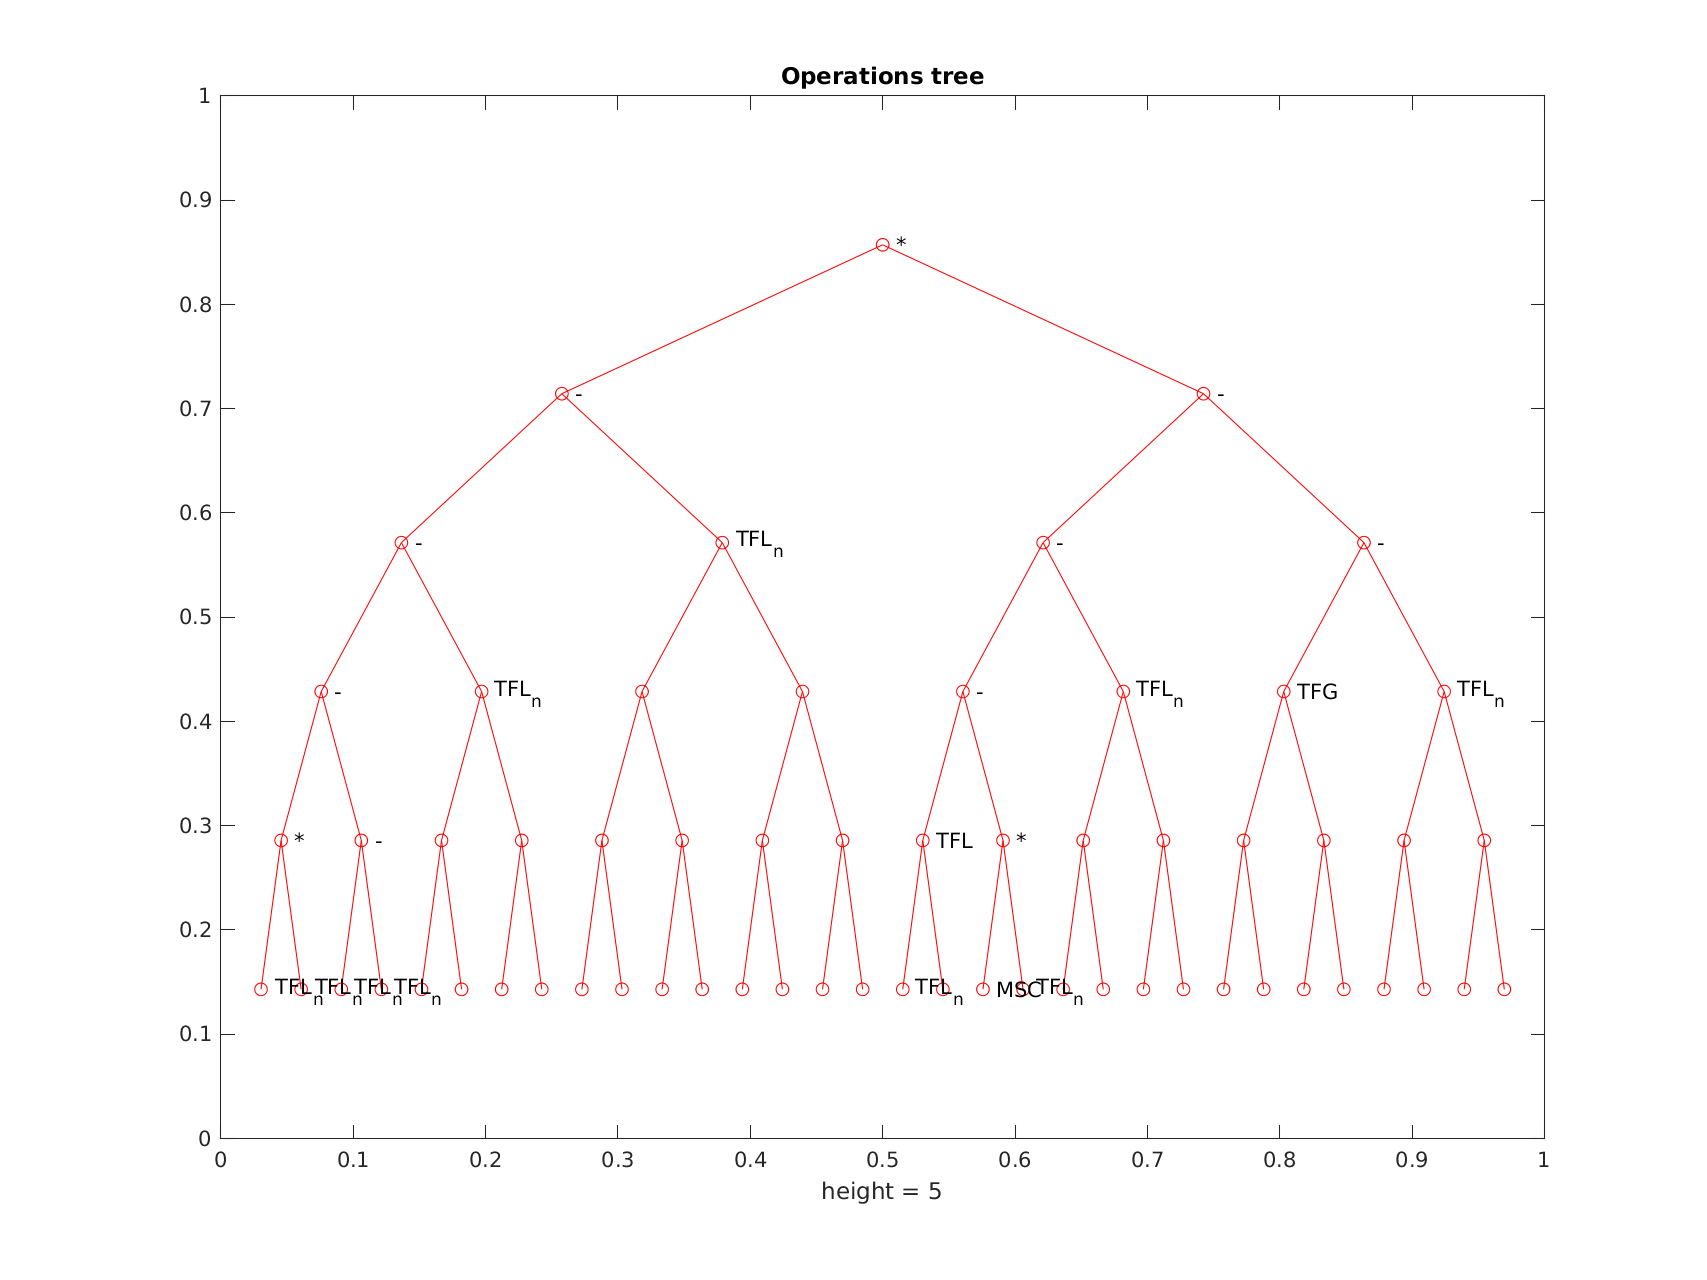 Operations tree
1
0.9
*
0.8
- -
0.7
0.6
- TFLn - -
0.5
- TFLn - TFLn TFG TFLn
0.4
0.3
* - TFL *
0.2
TFLn TFLn TFLn TFLn TFLn MSC TFLn
0.1
0
0 0.1 0.2 0.3 0.4 0.5 0.6 0.7 0.8 0.9 1
height = 5